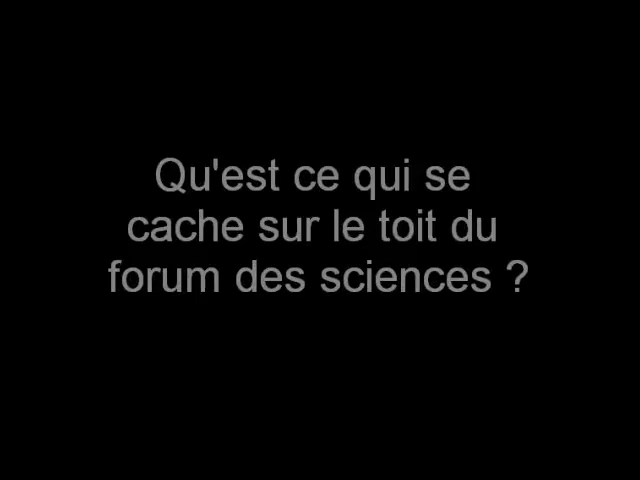 Qu'est ce qui se
cache sur le toit du
forum des sciences ?